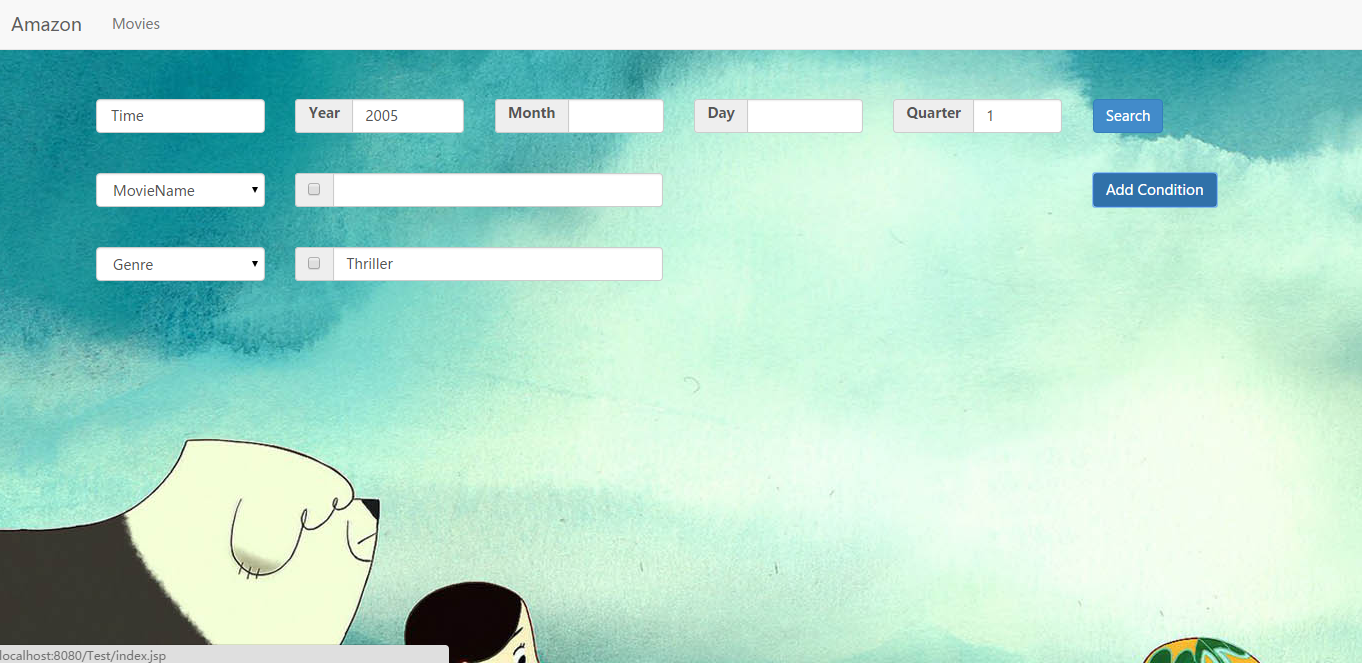 Amazon Movies
Time Year 2005 Month Day Quarter 1 Search
MovieName Add Condition
Genre Thriller
localhost:8080/Test/index.jsp